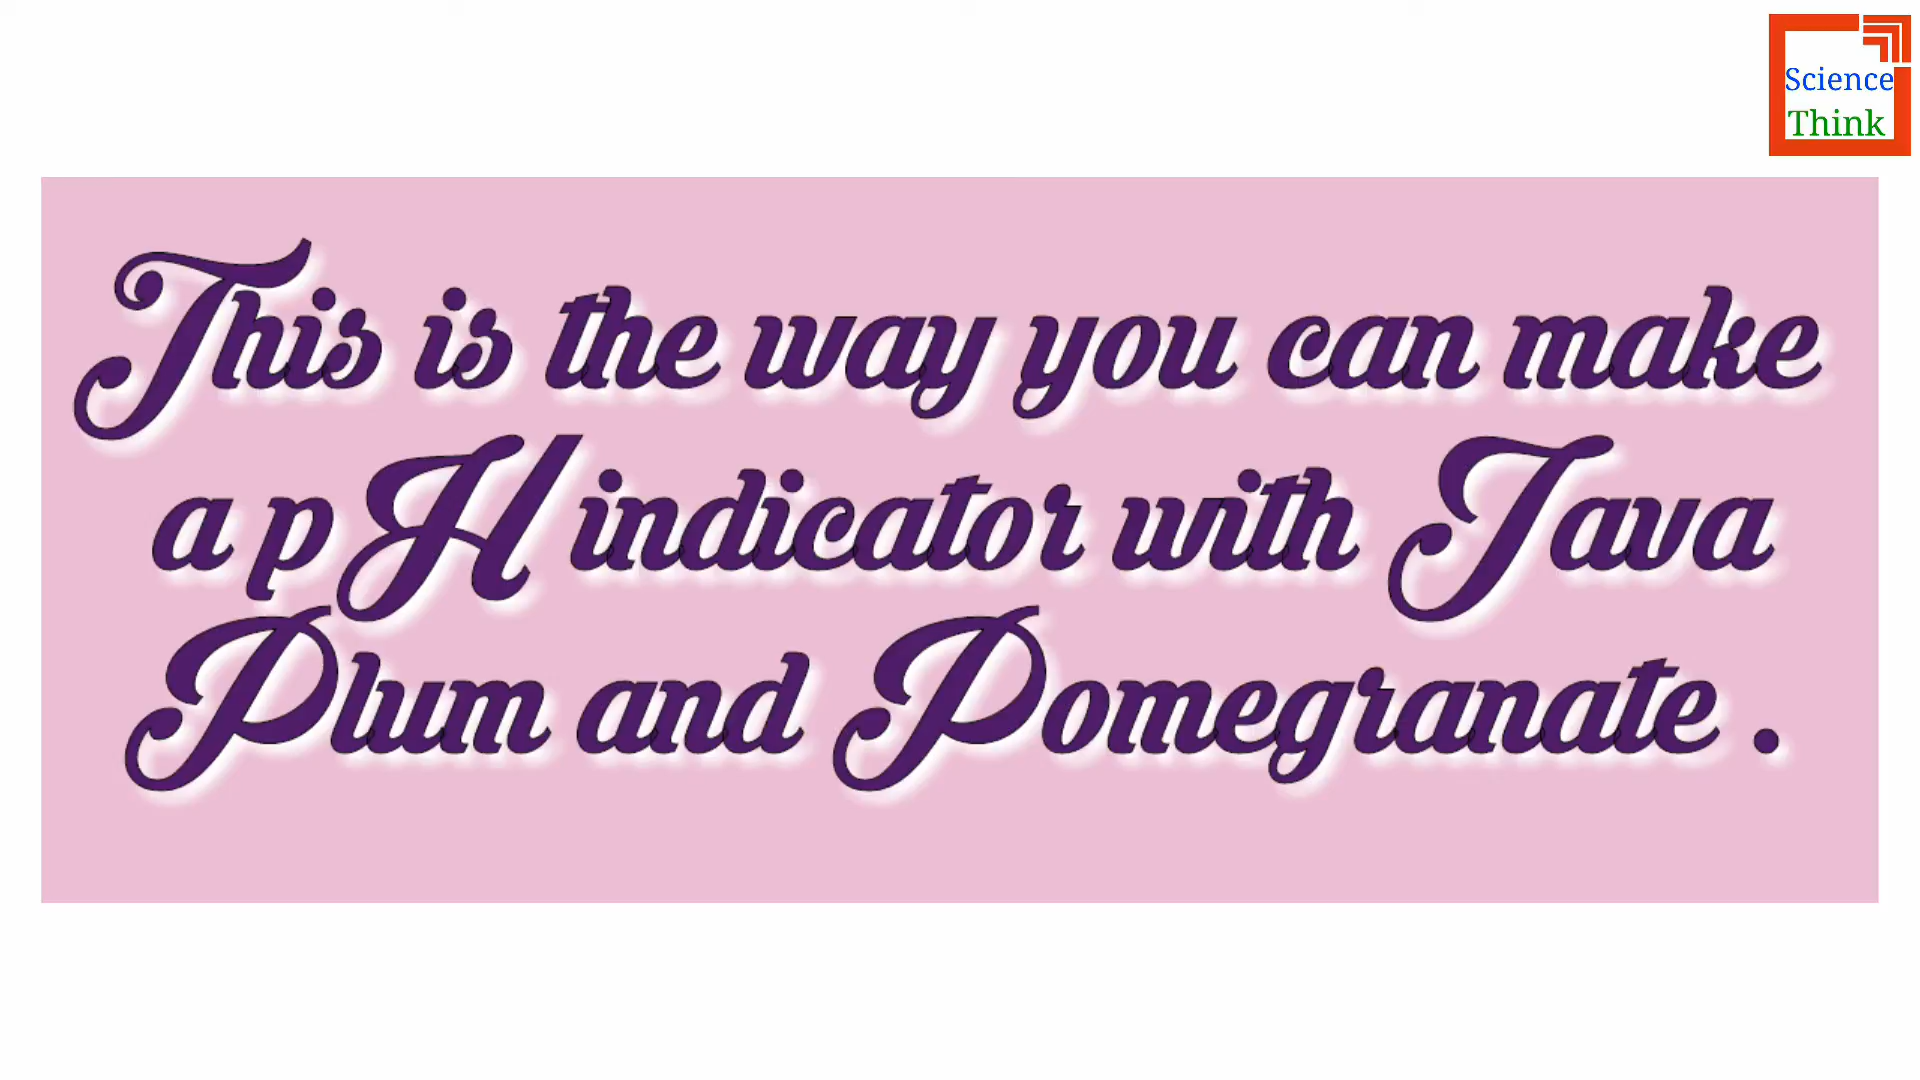 Science
Think
This is the way you can make
a pH indicator with Java
Plum and Pomegranate .